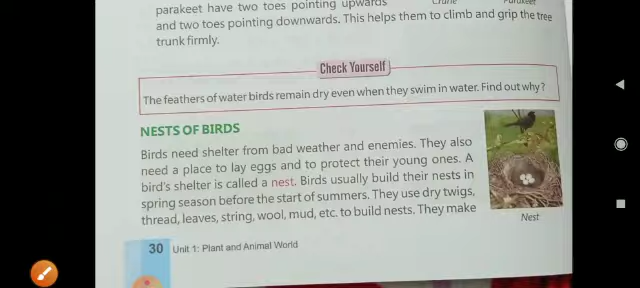 parakeet have two toes pointing upwards
Crane Parakeet
and two toes pointing downwards. This helps them to climb and grip the tree
trunk firmly.
Check Yourself
The feathers of water birds remain dry even when they swim in water. Find out why?
NESTS OF BIRDS
Birds need shelter from bad weather and enemies. They also
need a place to lay eggs and to protect their young ones. A
bird's shelter is called a nest. Birds usually build their nests in
spring season before the start of summers. They use dry twigs,
thread, leaves, string, wool, mud, etc. to build nests. They make
Nest
30 Unit 1: Plant and Animal World